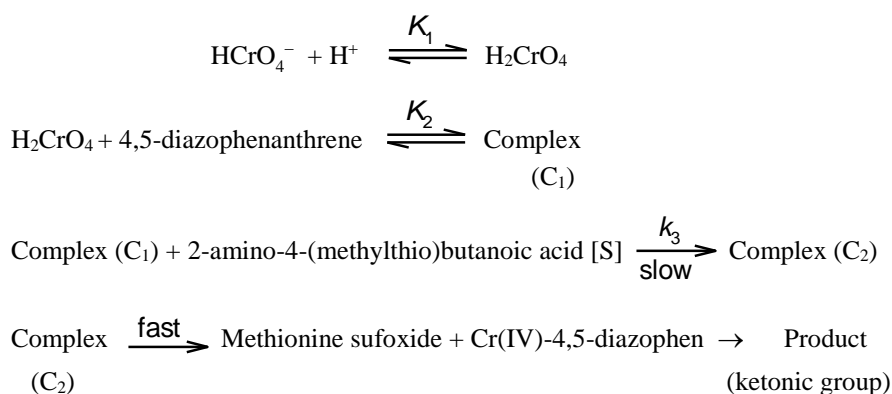 K₁
HCrO₄⁻ + H⁺ ⇌ H₂CrO₄
K₂
H₂CrO₄ + 4,5-diazophenanthrene ⇌ Complex
(C₁)
k₃
Complex (C₁) + 2-amino-4-(methylthio)butanoic acid [S] → Complex (C₂)
slow
Complex fast → Methionine sufoxide + Cr(IV)-4,5-diazophen → Product
(C₂) (ketonic group)